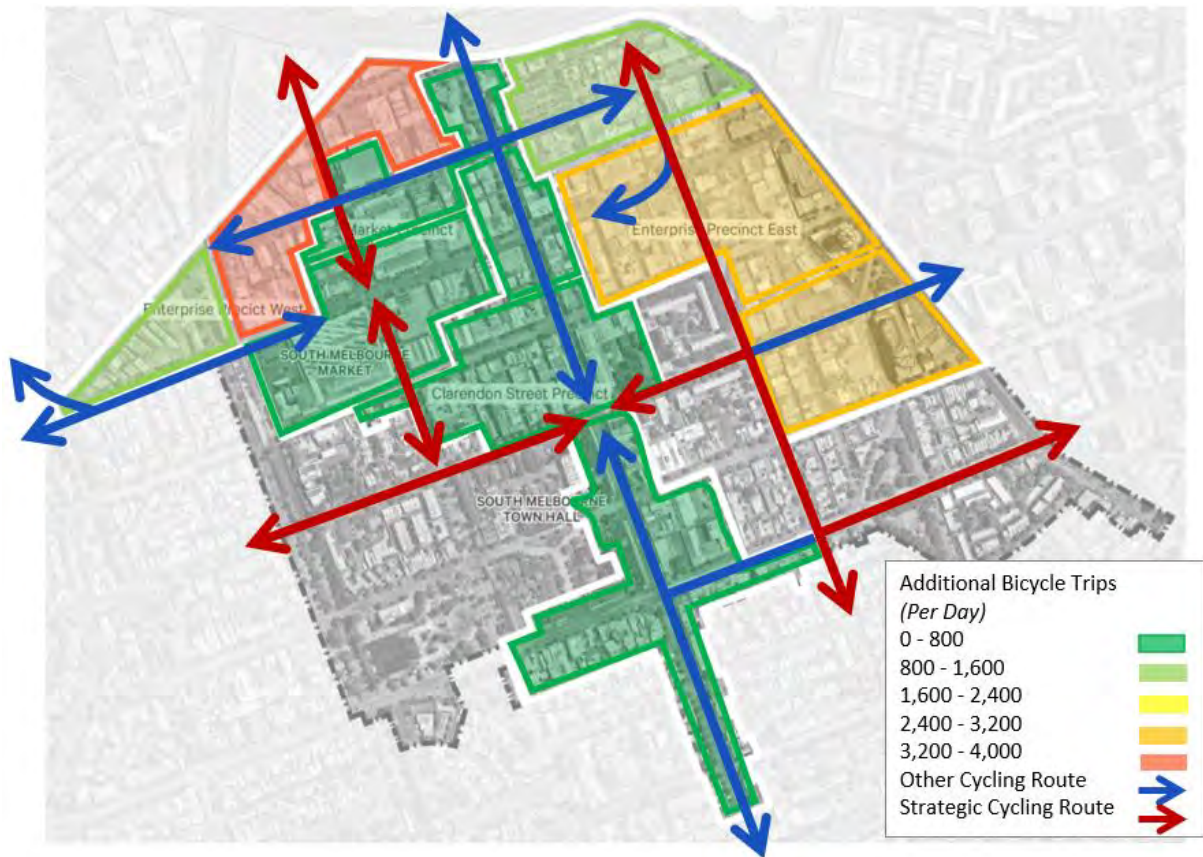 Market Precinct
Enterprise Precinct East
Enterprise Precict West
SOUTH MELBOURNE
MARKET
Clarendon Street Precinct
SOUTH MELBOURNE
TOWN HALL
Additional Bicycle Trips
(Per Day)
0 - 800
800 - 1,600
1,600 - 2,400
2,400 - 3,200
3,200 - 4,000
Other Cycling Route
Strategic Cycling Route